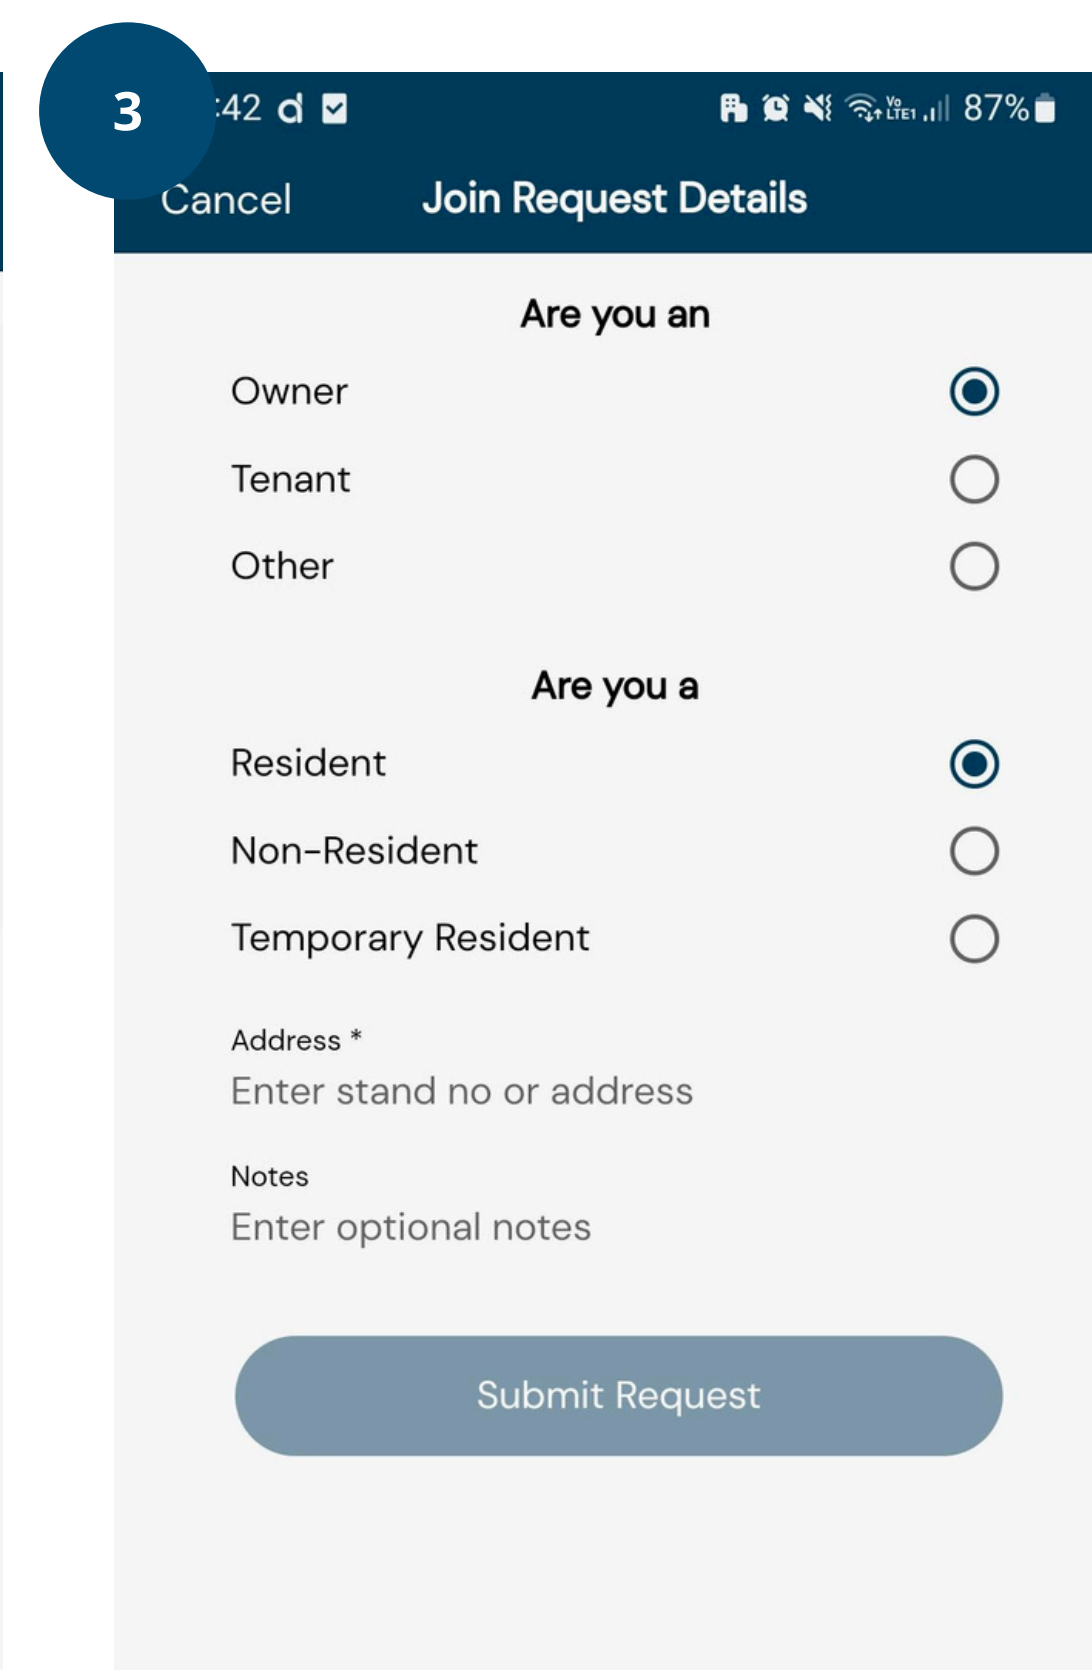 3
:42
87%
Cancel
Join Request Details
Are you an
Owner
Tenant
Other
Are you a
Resident
Non-Resident
Temporary Resident
Address *
Enter stand no or address
Notes
Enter optional notes
Submit Request